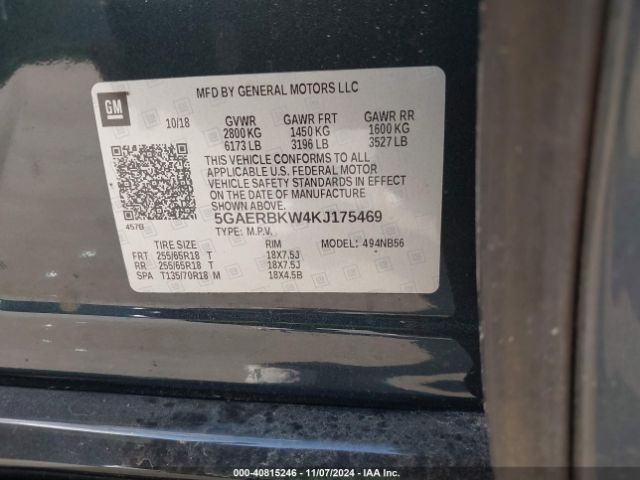 MFD BY GENERAL MOTORS LLC
GM
10/18 GVWR GAWR FRT GAWR RR
2800 KG 1450 KG 1600 KG
6173 LB 3196 LB 3527 LB
THIS VEHICLE CONFORMS TO ALL
APPLICABLE U.S. FEDERAL MOTOR
VEHICLE SAFETY STANDARDS IN EFFECT
ON THE DATE OF MANUFACTURE
SHOWN ABOVE
5GAERBKW4KJ175469
457B
TYPE: M.P.V.
TIRE SIZE RIM MODEL: 494NB56
FRT 255/65R18 T 18X7.5J
RR 255/65R18 T 18X7.5J
SPA T135/70R18 M 18X4.5B
000-40815246 - 11/07/2024 - IAA Inc.